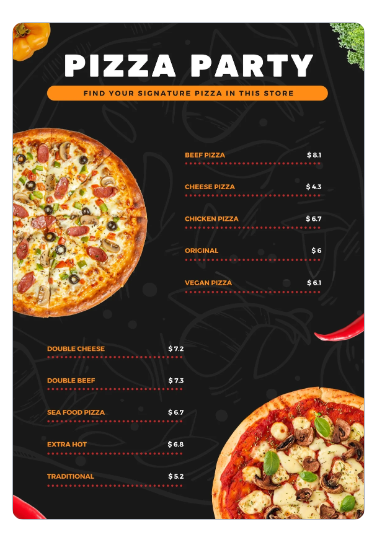 PIZZA PARTY
FIND YOUR SIGNATURE PIZZA IN THIS STORE
BEEF PIZZA $ 8.1
CHEESE PIZZA $ 4.3
CHICKEN PIZZA $ 6.7
ORIGINAL $ 6
VEGAN PIZZA $ 6.1
DOUBLE CHEESE $ 7.2
DOUBLE BEEF $ 7.3
SEA FOOD PIZZA $ 6.7
EXTRA HOT $ 6.8
TRADITIONAL $ 5.2